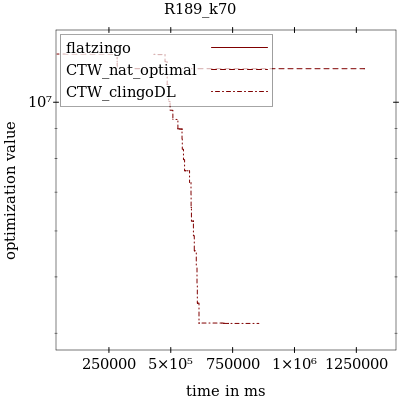 R189_k70
flatzingo
CTW_nat_optimal
CTW_clingoDL
10⁷
optimization value
250000 5×10⁵ 750000 1×10⁶ 1250000
time in ms